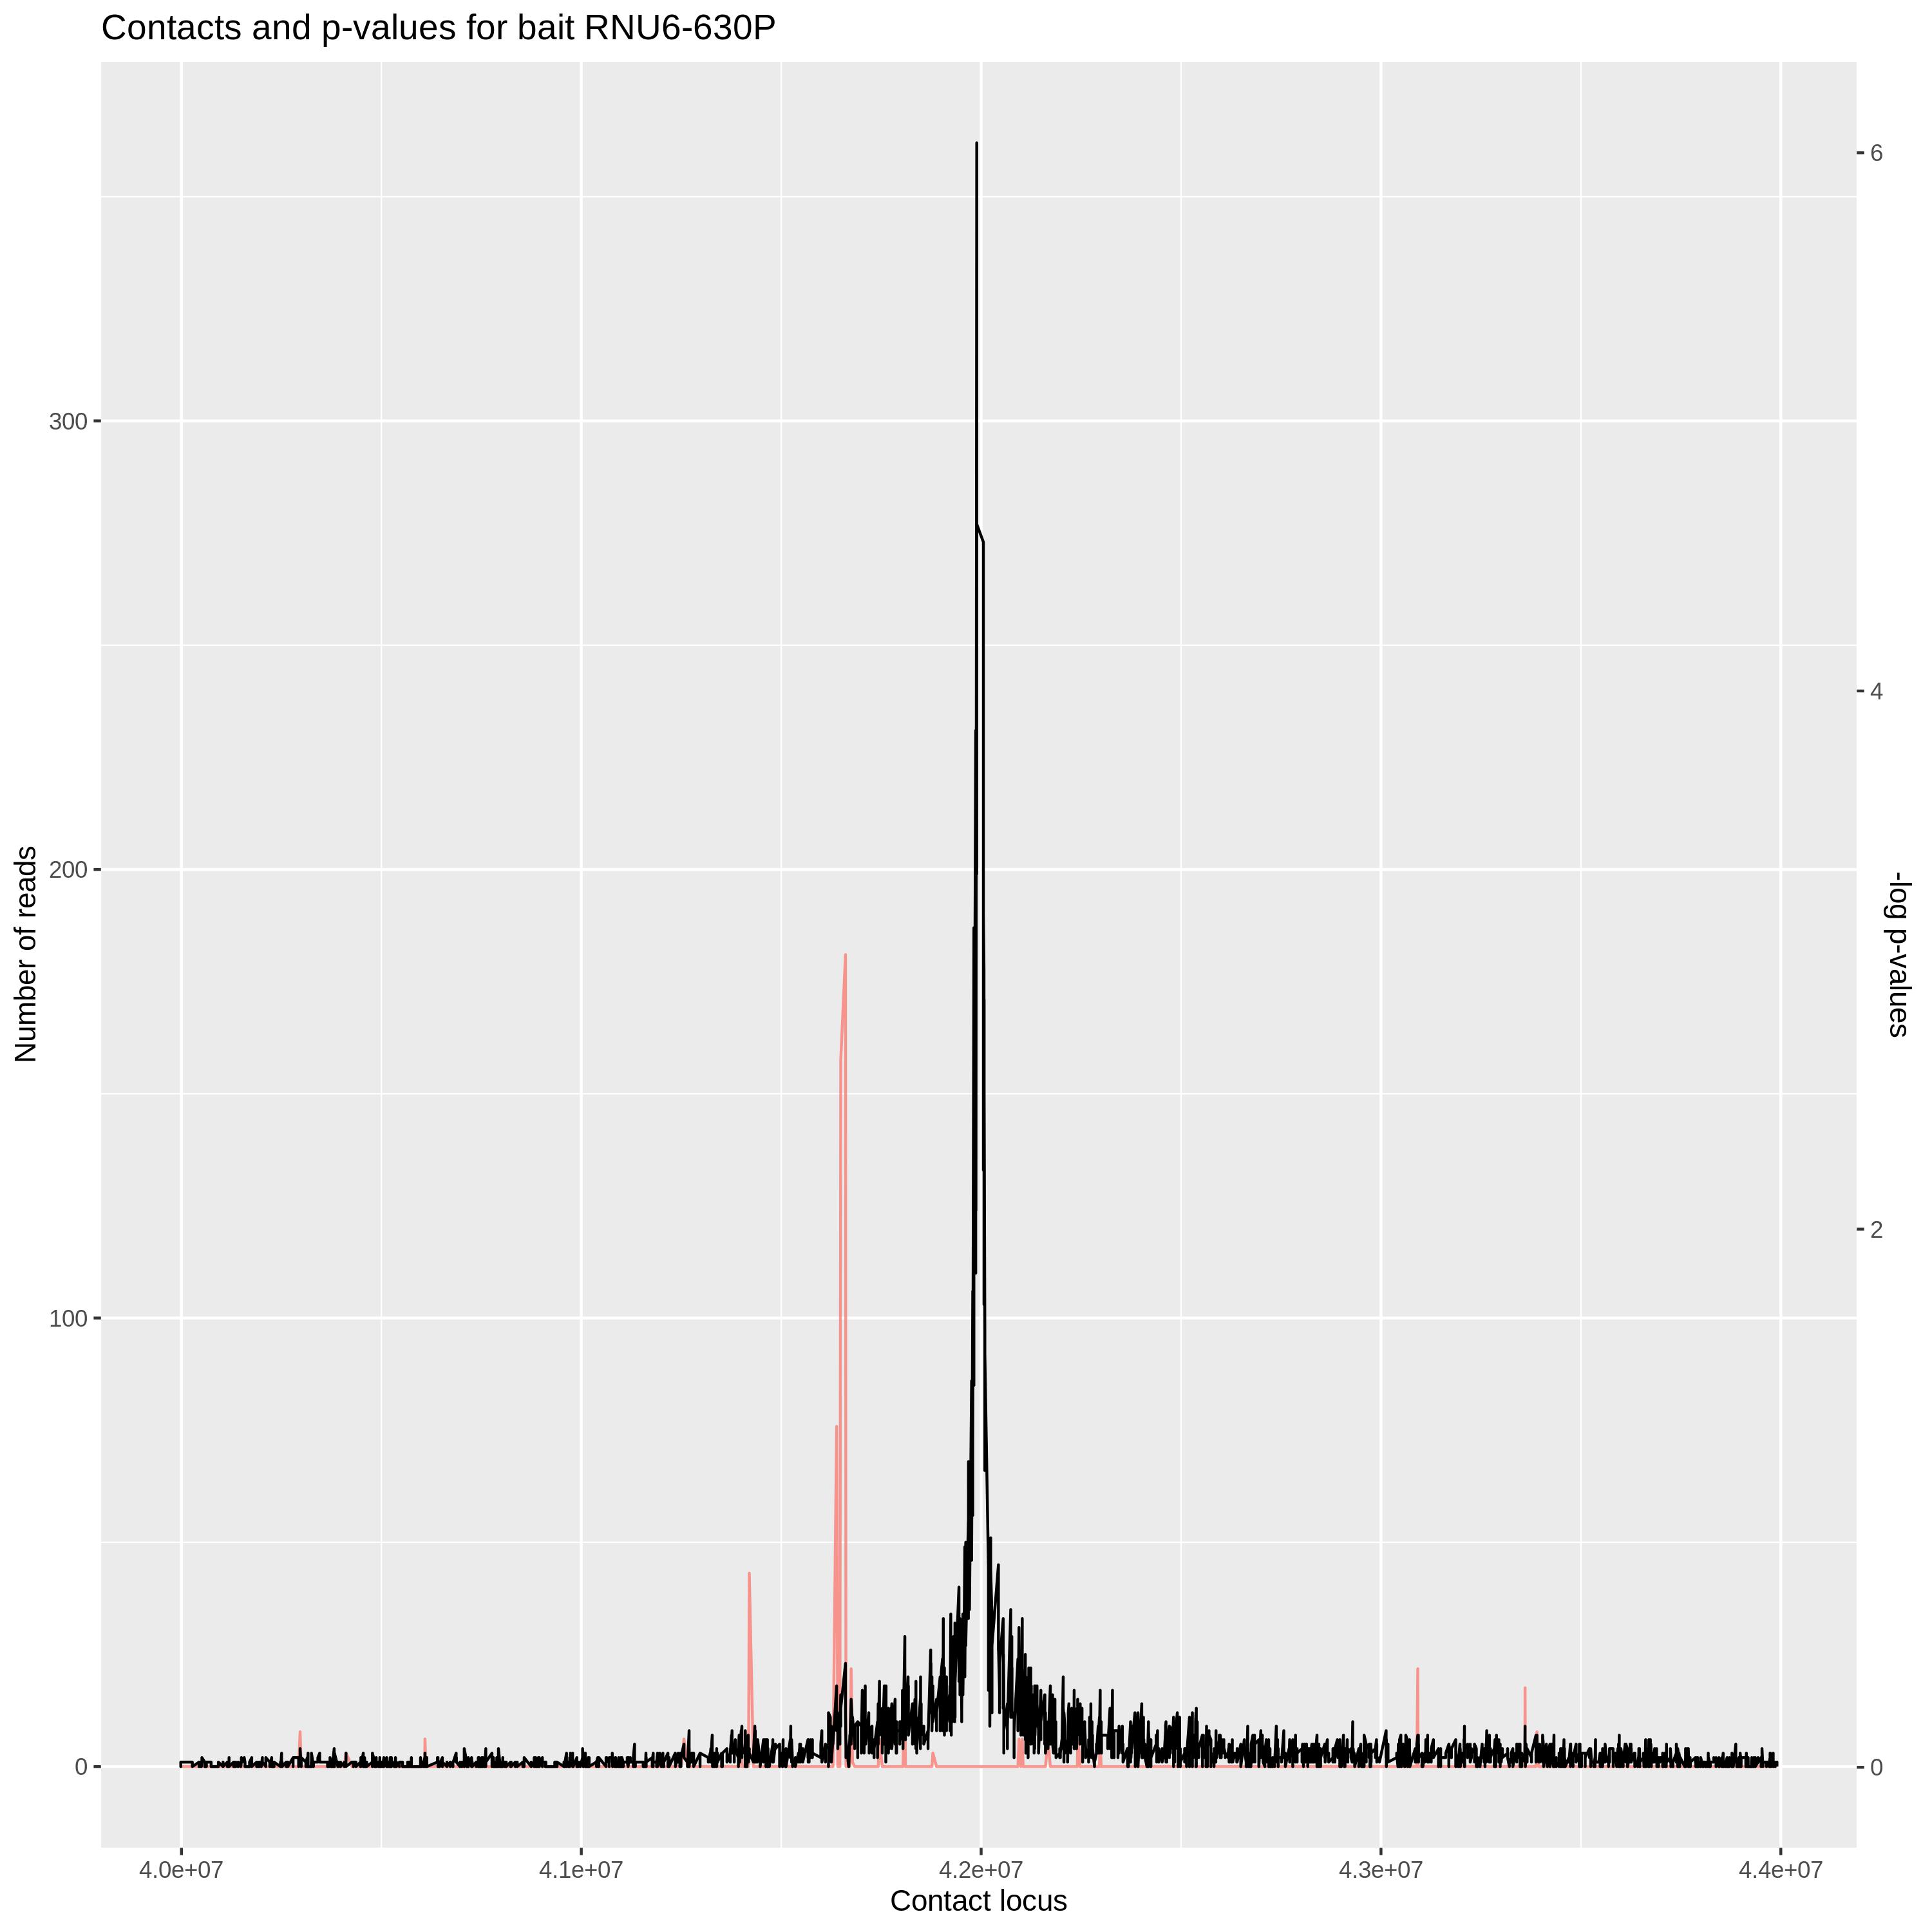 Contacts and p-values for bait RNU6-630P
Number of reads
300
200
100
0
6
4
2
0
-log p-values
4.0e+07
4.1e+07
4.2e+07
4.3e+07
4.4e+07
Contact locus